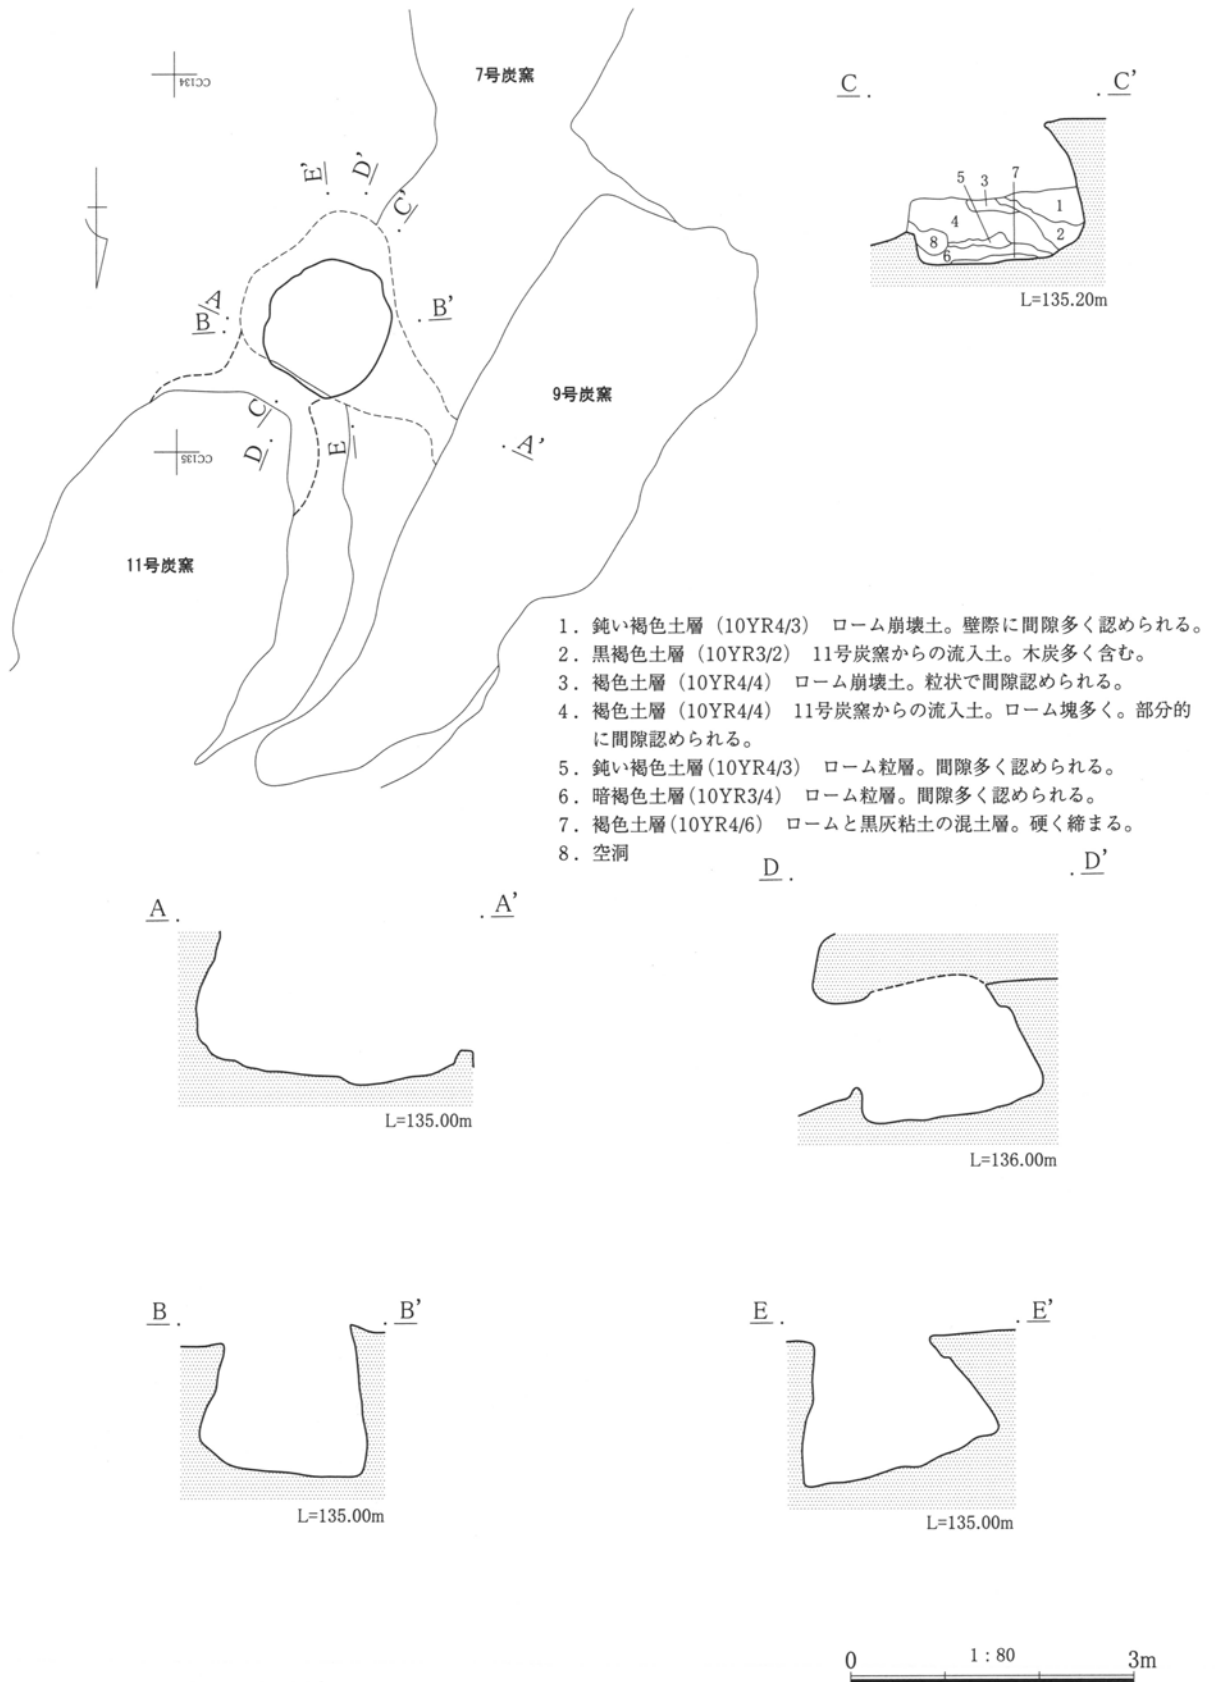 7号炭窯
CC134
C
C'
E'
D'
C'
5
3
7
1
4
2
8
6
L=135.20m
A
B
B'
9号炭窯
C
D
E
A'
CC135
11号炭窯
1．鈍い褐色土層（10YR4/3） ローム崩壊土。壁際に間隙多く認められる。
2．黒褐色土層（10YR3/2） 11号炭窯からの流入土。木炭多く含む。
3．褐色土層（10YR4/4） ローム崩壊土。粒状で間隙認められる。
4．褐色土層（10YR4/4） 11号炭窯からの流入土。ローム塊多く。部分的
に間隙認められる。
5．鈍い褐色土層(10YR4/3) ローム粒層。間隙多く認められる。
6．暗褐色土層(10YR3/4) ローム粒層。間隙多く認められる。
7．褐色土層(10YR4/6) ロームと黒灰粘土の混土層。硬く締まる。
8．空洞
D
D'
A
A'
L=135.00m
L=136.00m
B
B'
E
E'
L=135.00m
L=135.00m
0
1：80
3m